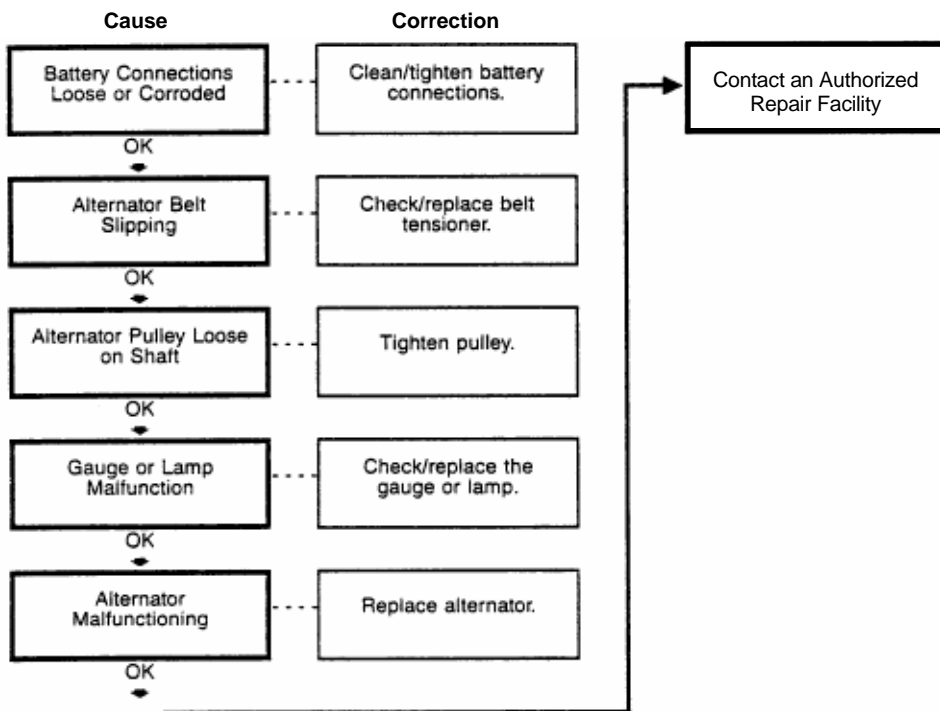 Cause
Correction
Battery Connections
Loose or Corroded
Clean/tighten battery
connections.
Contact an Authorized
Repair Facility
OK
Alternator Belt
Slipping
Check/replace belt
tensioner.
OK
Alternator Pulley Loose
on Shaft
Tighten pulley.
OK
Gauge or Lamp
Malfunction
Check/replace the
gauge or lamp.
OK
Alternator
Malfunctioning
Replace alternator.
OK